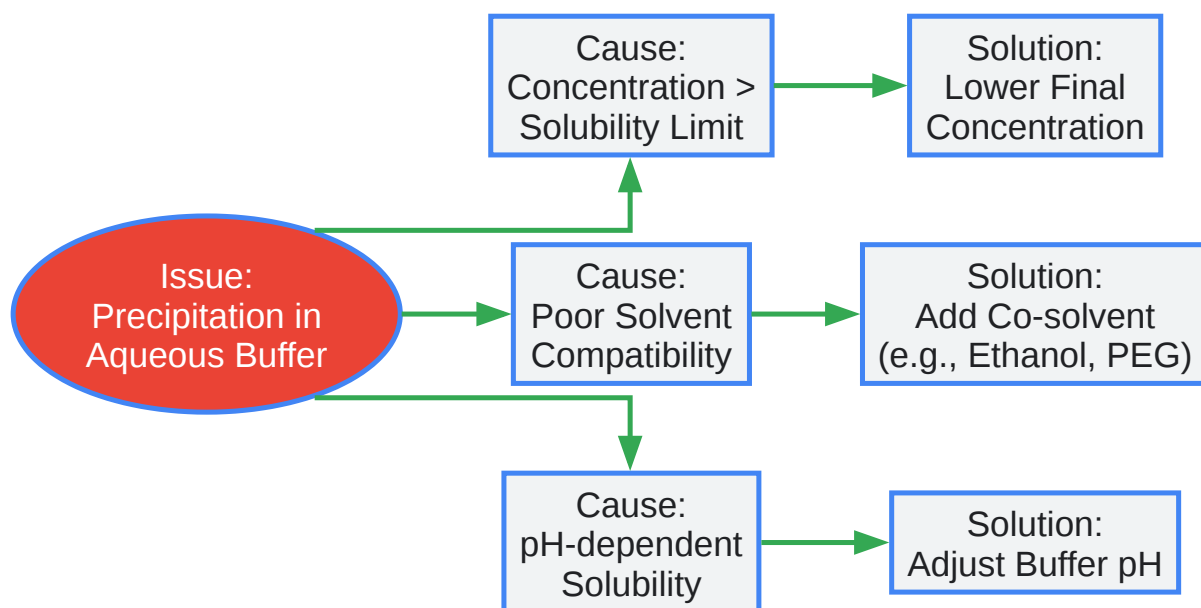 Issue:
Precipitation in
Aqueous Buffer
Cause:
Concentration >
Solubility Limit
Solution:
Lower Final
Concentration
Cause:
Poor Solvent
Compatibility
Solution:
Add Co-solvent
(e.g., Ethanol, PEG)
Cause:
pH-dependent
Solubility
Solution:
Adjust Buffer pH